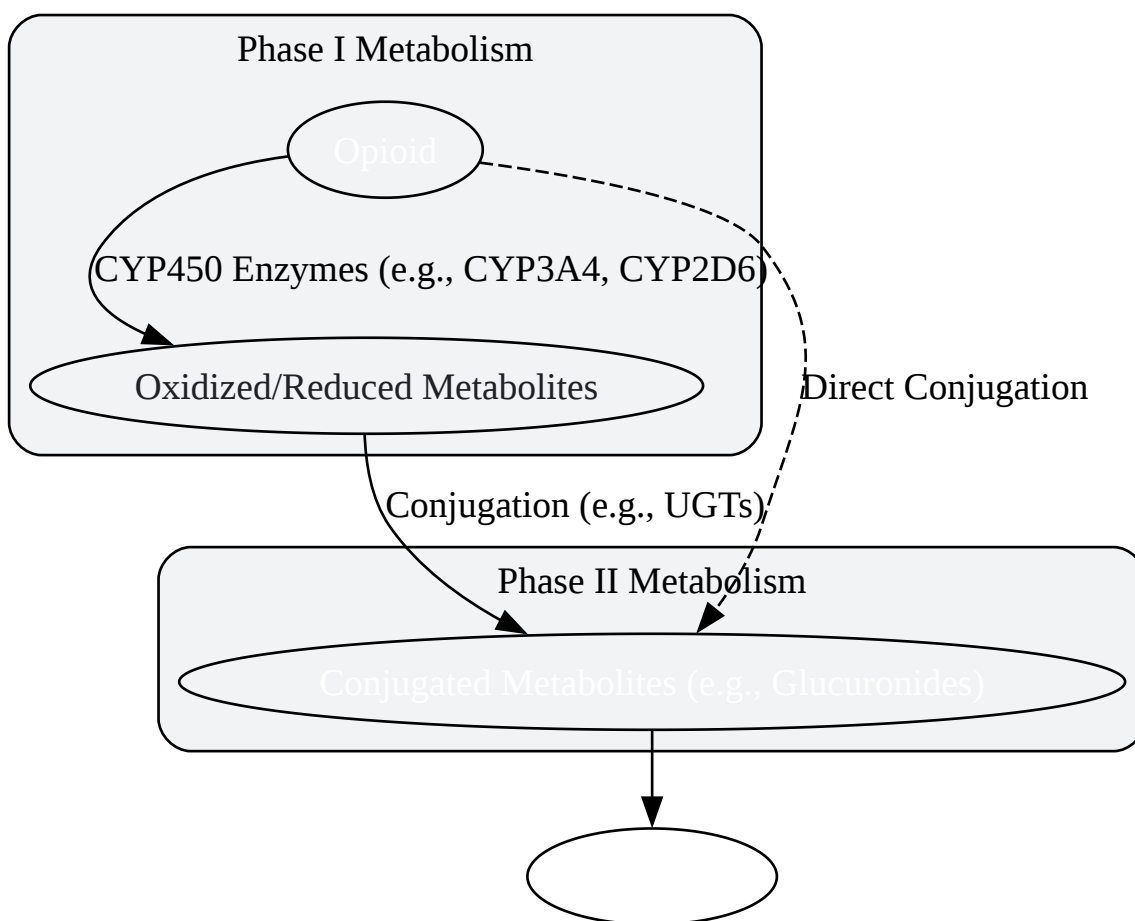 Phase I Metabolism
Opioid
CYP450 Enzymes (e.g., CYP3A4, CYP2D6)
Oxidized/Reduced Metabolites
Direct Conjugation
Conjugation (e.g., UGTs)
Phase II Metabolism
Conjugated Metabolites (e.g., Glucuronides)